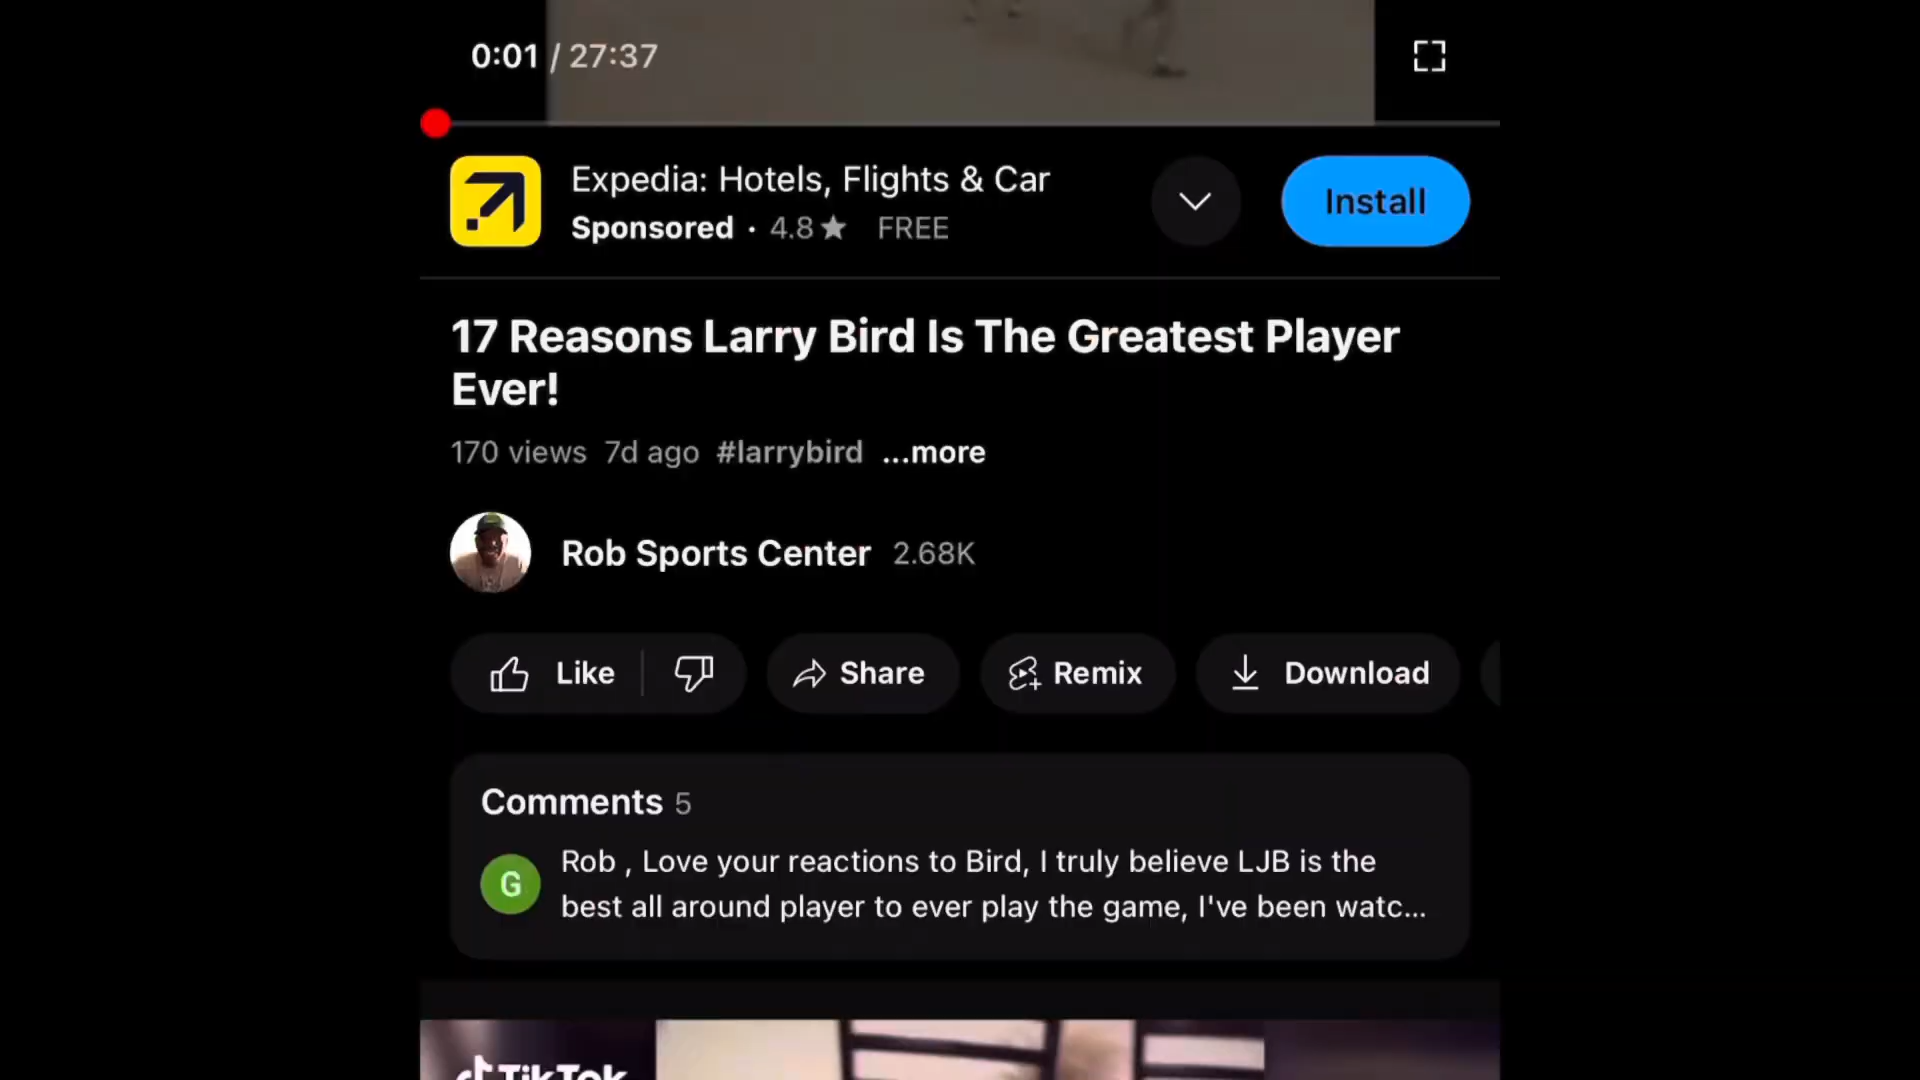 0:01 / 27:37
Expedia: Hotels, Flights & Car
Sponsored · 4.8★ FREE
Install
17 Reasons Larry Bird Is The Greatest Player
Ever!
170 views 7d ago #larrybird ...more
Rob Sports Center 2.68K
Like Share Remix Download
Comments 5
G
Rob , Love your reactions to Bird, I truly believe LJB is the
best all around player to ever play the game, I've been watc...
TikTok